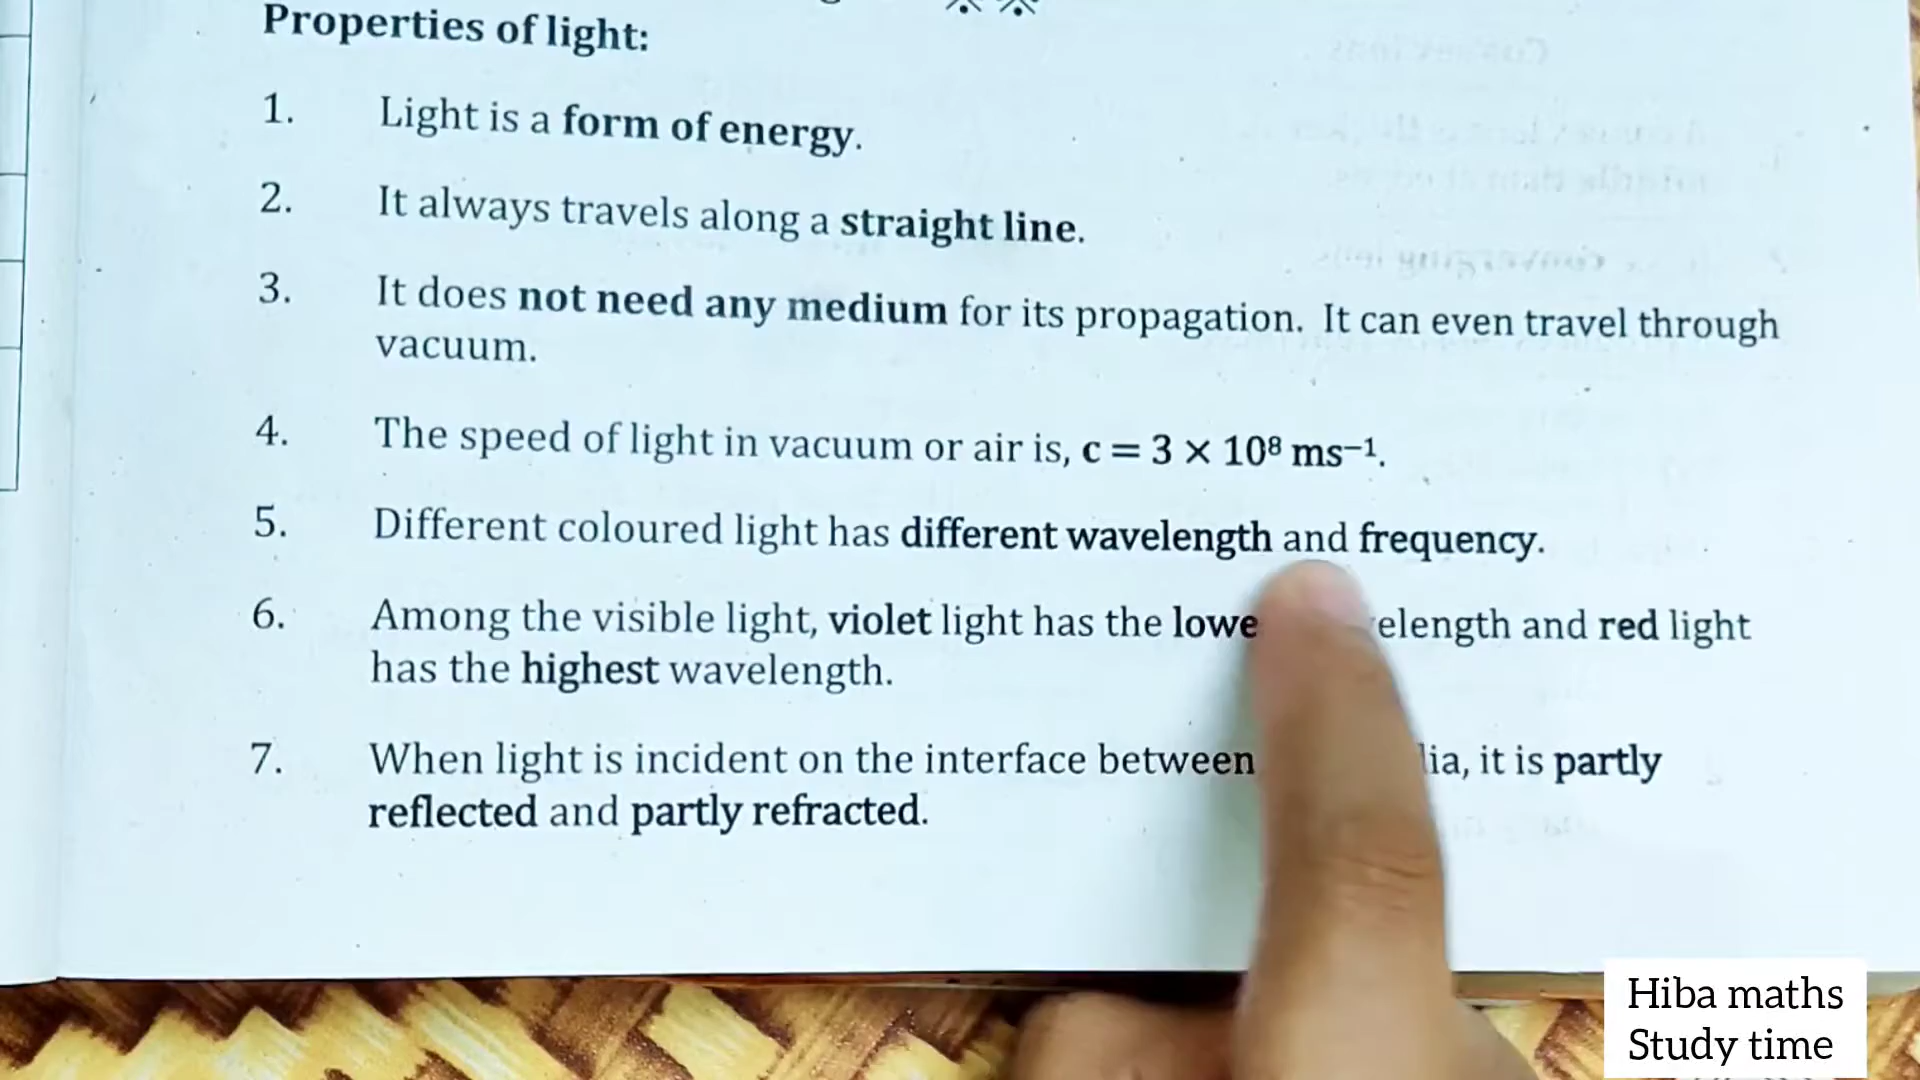 Properties of light:
1. Light is a form of energy.
2. It always travels along a straight line.
3. It does not need any medium for its propagation. It can even travel through
vacuum.
4. The speed of light in vacuum or air is, c = 3 × 10⁸ ms⁻¹.
5. Different coloured light has different wavelength and frequency.
6. Among the visible light, violet light has the and red light
has the highest wavelength.
7. When light is incident on the interface between it is partly
reflected and partly refracted.
Hiba maths
Study time